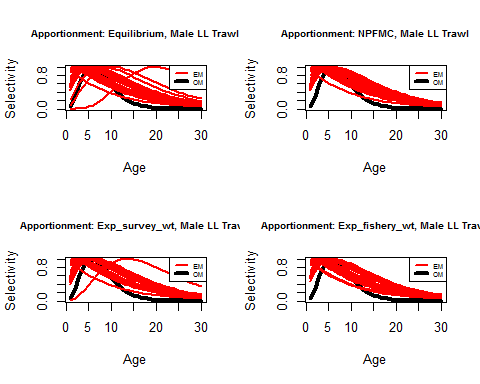 Apportionment: Equilibrium, Male LL Trawl
Selectivity
0.0 0.8
EM
OM
0 5 10 15 20 25 30
Age
Apportionment: NPFMC, Male LL Trawl
Selectivity
0.0 0.8
EM
OM
0 5 10 20 30
Age
Apportionment: Exp_survey_wt, Male LL Trav
Selectivity
0.0 0.8
EM
OM
0 5 10 20 30
Age
Apportionment: Exp_fishery_wt, Male LL Trav
Selectivity
0.0 0.8
EM
OM
0 5 10 20 30
Age